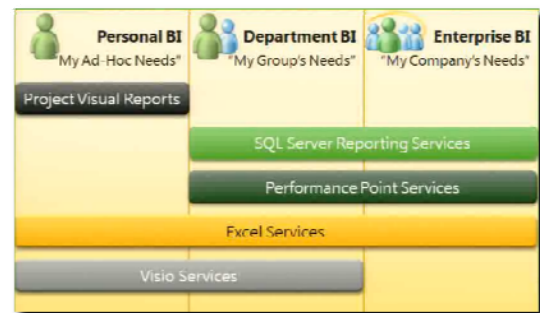 Personal BI
"My Ad-Hoc Needs"
Department BI
"My Group's Needs"
Enterprise BI
"My Company's Needs"
Project Visual Reports
SQL Server Reporting Services
Performance Point Services
Excel Services
Visio Services